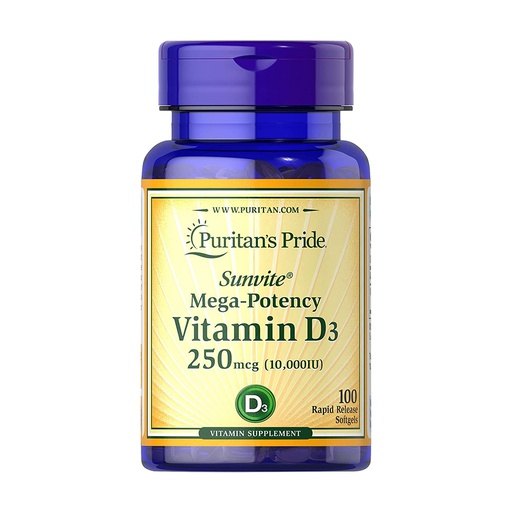 WWW.PURITAN.COM
Puritan's Pride®
Sunvite®
Mega-Potency
Vitamin D3
250 mcg (10,000IU)
D3
100
Rapid Release
Softgels
VITAMIN SUPPLEMENT